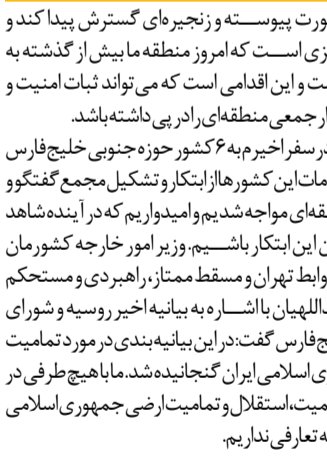 ورت پیوسته و زنجیره‌ای گسترش پیدا کند و
زی است که امروز منطقه ما بیش از گذشته به
ت و این اقدامی است که می‌تواند ثبات امنیت و
ار جمعی منطقه‌ای را در پی داشته باشد.
در سفر اخیرم به ۶ کشور حوزه جنوبی خلیج‌فارس
مات این کشورها از ابتکار و تشکیل مجمع گفتگو و
قه‌ای مواجه شدیم و امیدواریم که در آینده شاهد
ن این ابتکار باشیم. وزیر امور خارجه کشورمان
وابط تهران و مسقط ممتاز، راهبردی و مستحکم
داللهیان با اشاره به بیانیه اخیر روسیه و شورای
ج‌فارس گفت: در این بیانیه بندی در مورد تمامیت
ی اسلامی ایران گنجانیده شد. ما با هیچ طرفی در
میت، استقلال و تمامیت ارضی جمهوری اسلامی
ه تعارفی نداریم.